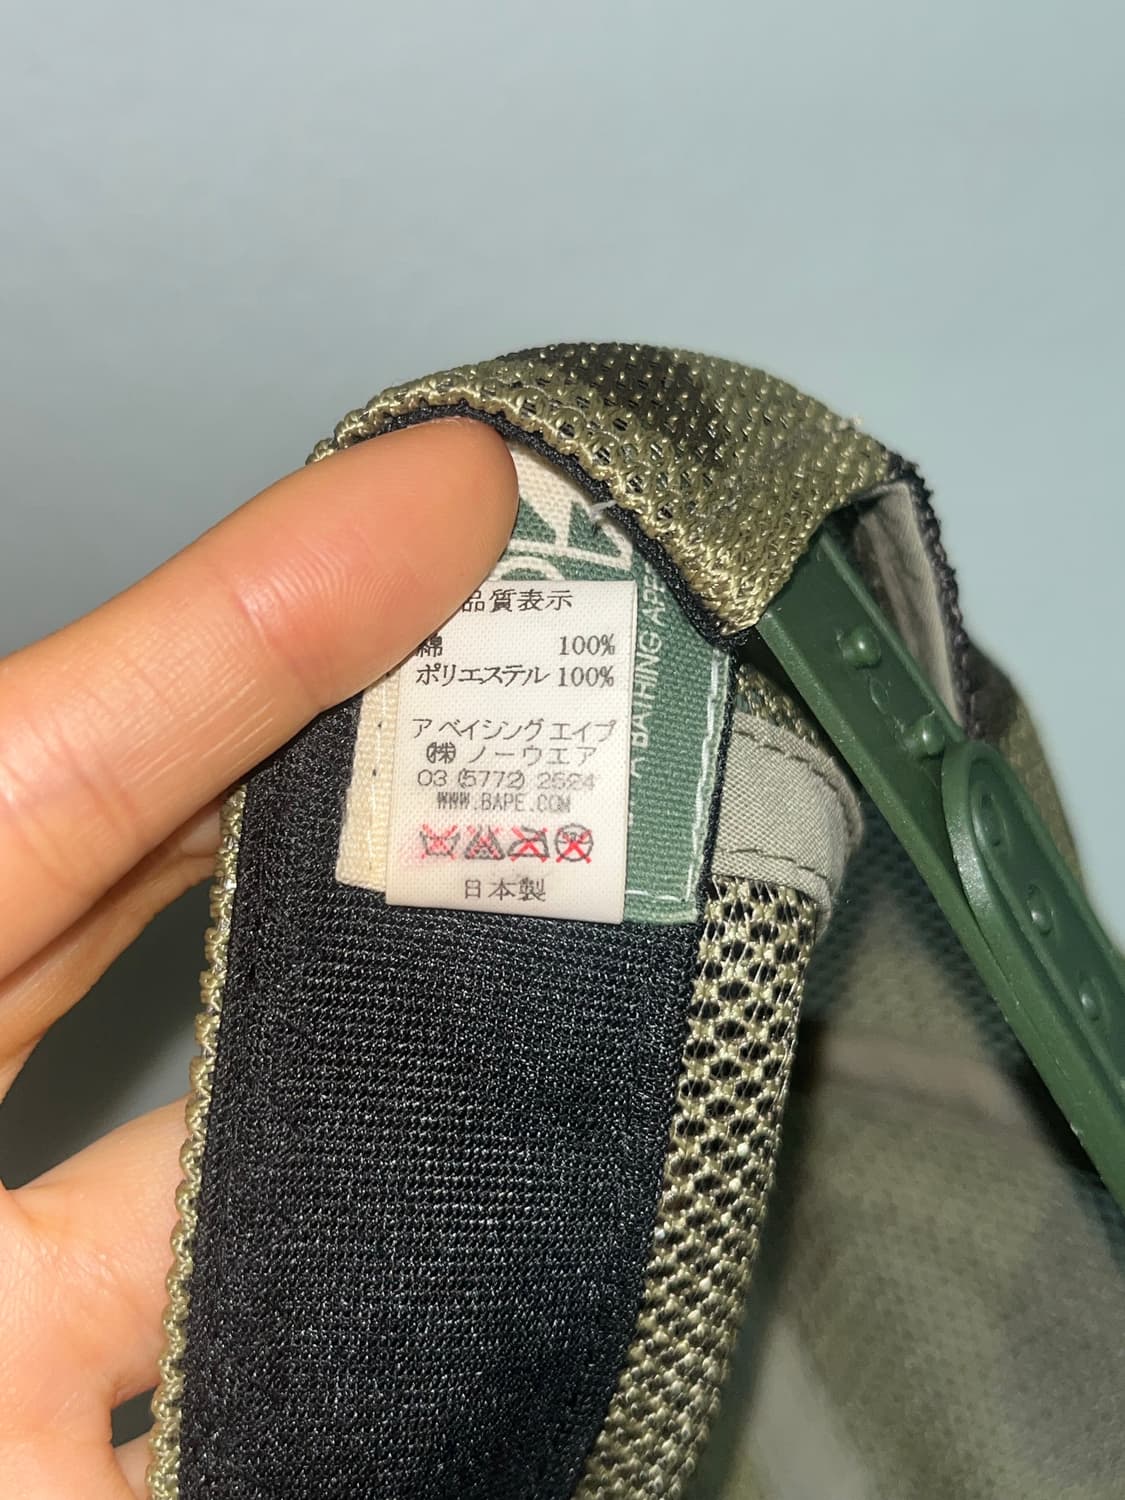 品質表示
綿 100%
ポリエステル 100%
ア ベイシングエイプ
㈱ ノーウエア
03 (5772) 2524
WWW.BAPE.COM
日本製
BATHING APE